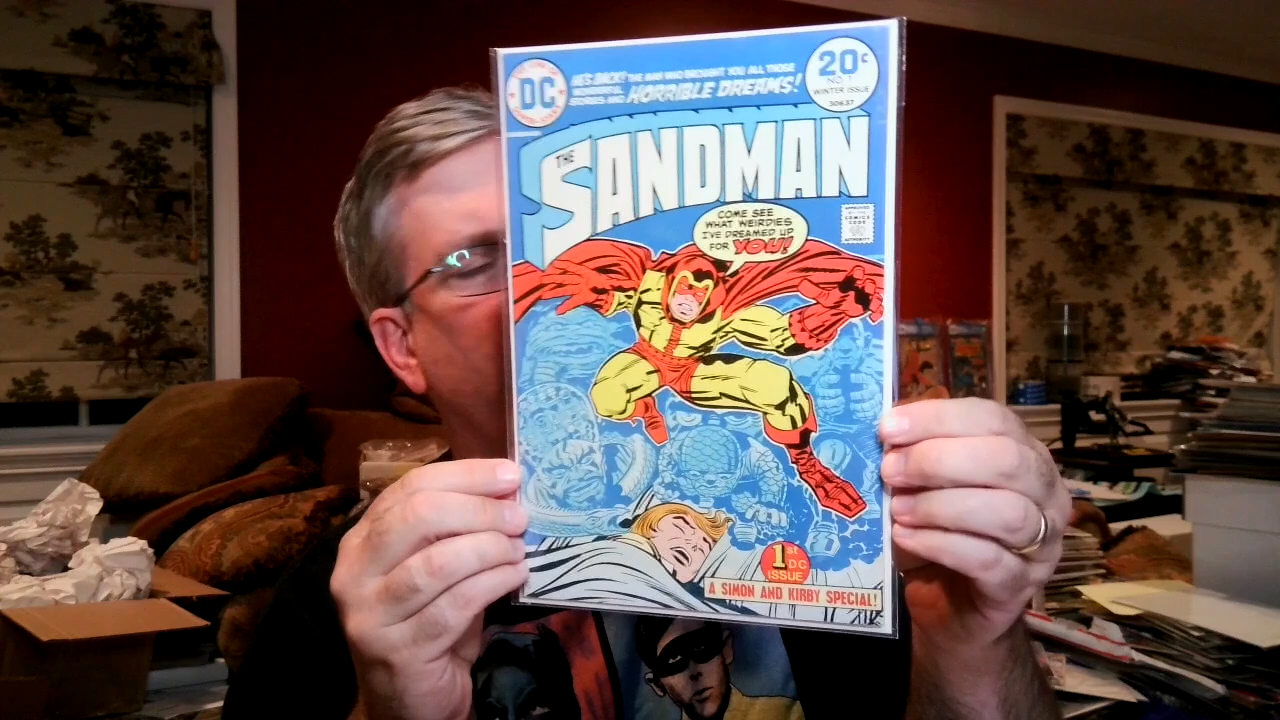 DC
HE'S BACK! THE MAN WHO BROUGHT YOU ALL THOSE
WONDERFUL
STORIES AND HORRIBLE DREAMS!
20¢
NO. 1
WINTER ISSUE
30637
THE
SANDMAN
APPROVED
BY THE
COMICS
CODE
AUTHORITY
COME SEE
WHAT WEIRDIES
I'VE DREAMED UP
FOR YOU!
1st
DC
ISSUE
A SIMON AND KIRBY SPECIAL!